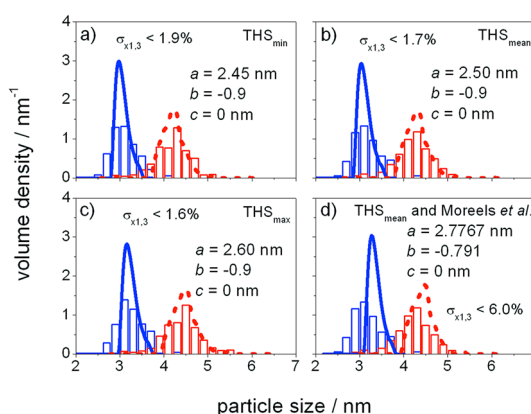 a) σx1,3 < 1.9% THSmin
a = 2.45 nm
b = -0.9
c = 0 nm
b) σx1,3 < 1.7% THSmean
a = 2.50 nm
b = -0.9
c = 0 nm
c) σx1,3 < 1.6% THSmax
a = 2.60 nm
b = -0.9
c = 0 nm
d) THSmean and Moreels et al.
a = 2.7767 nm
b = -0.791
c = 0 nm
σx1,3 < 6.0%
4
3
2
1
0
4
3
2
1
0
2 3 4 5 6 7
2 3 4 5 6
volume density / nm-1
particle size / nm